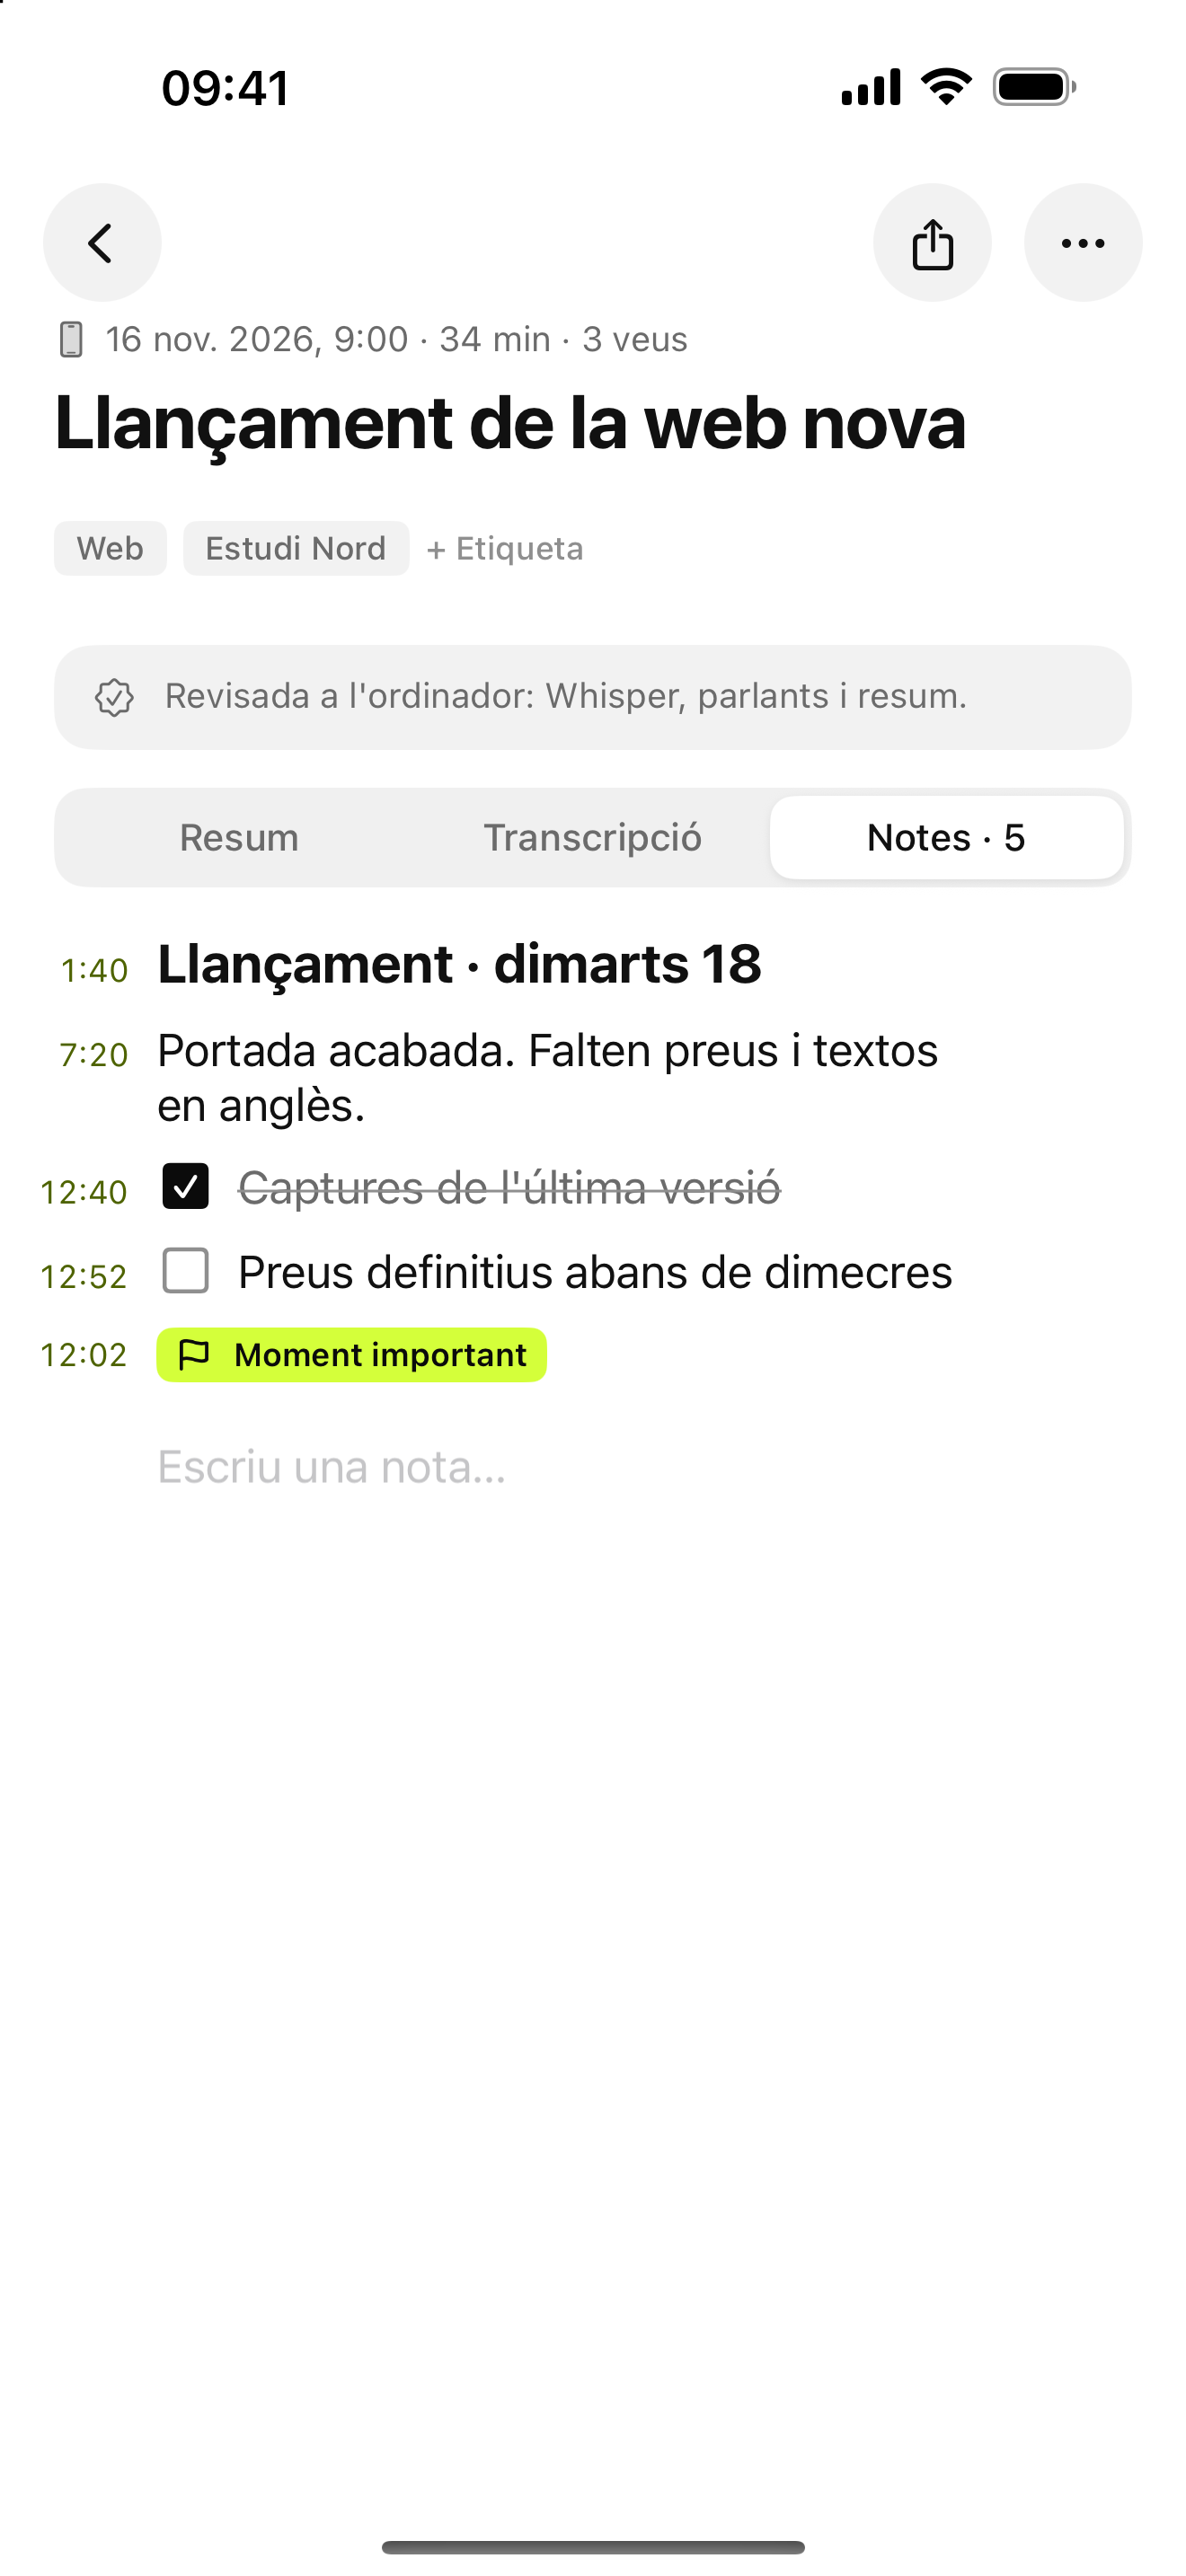 09:41
16 nov. 2026, 9:00 · 34 min · 3 veus
Llançament de la web nova
Web
Estudi Nord
+ Etiqueta
Revisada a l'ordinador: Whisper, parlants i resum.
Resum
Transcripció
Notes · 5
1:40 Llançament · dimarts 18
7:20 Portada acabada. Falten preus i textos
en anglès.
12:40 Captures de l'última versió
12:52 Preus definitius abans de dimecres
12:02 Moment important
Escriu una nota...